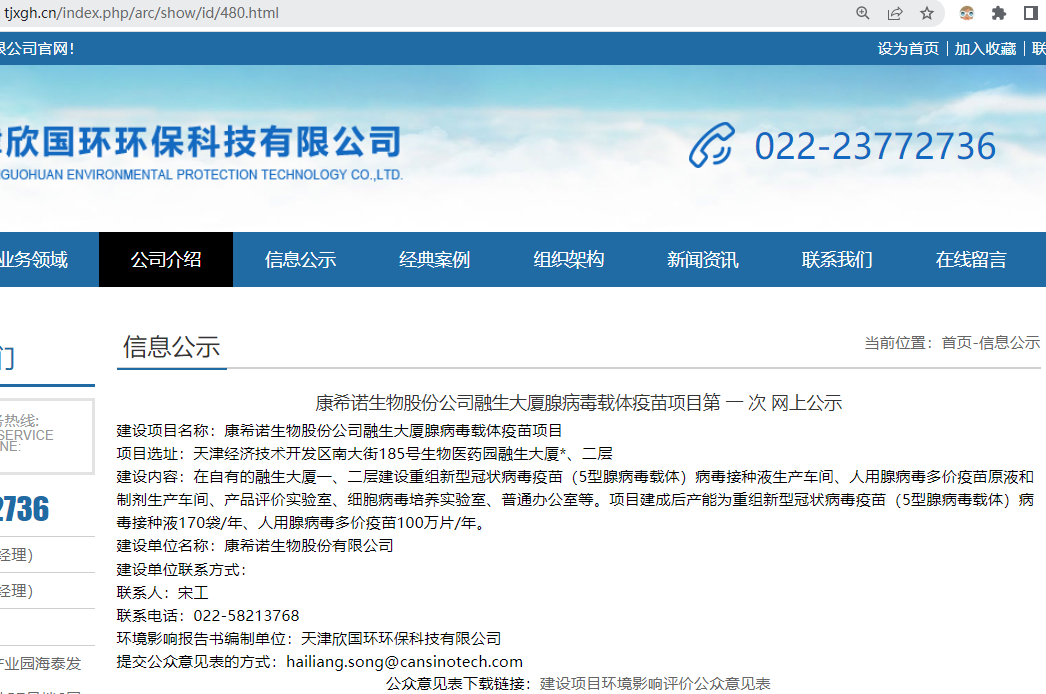 tjxgh.cn/index.php/arc/show/id/480.html
限公司官网！
设为首页 | 加入收藏 | 联
欣国环环保科技有限公司
GUOHUAN ENVIRONMENTAL PROTECTION TECHNOLOGY CO.,LTD.
022-23772736
业务领域 公司介绍 信息公示 经典案例 组织架构 新闻资讯 联系我们 在线留言
们
热线:
SERVICE
NE:
2736
经理)
经理)
产业园海泰发
信息公示
当前位置：首页-信息公示
康希诺生物股份公司融生大厦腺病毒载体疫苗项目第 一 次 网上公示
建设项目名称：康希诺生物股份公司融生大厦腺病毒载体疫苗项目
项目选址：天津经济技术开发区南大街185号生物医药园融生大厦*、二层
建设内容：在自有的融生大厦一、二层建设重组新型冠状病毒疫苗（5型腺病毒载体）病毒接种液生产车间、人用腺病毒多价疫苗原液和
制剂生产车间、产品评价实验室、细胞病毒培养实验室、普通办公室等。项目建成后产能为重组新型冠状病毒疫苗（5型腺病毒载体）病
毒接种液170袋/年、人用腺病毒多价疫苗100万片/年。
建设单位名称：康希诺生物股份有限公司
建设单位联系方式：
联系人：宋工
联系电话：022-58213768
环境影响报告书编制单位：天津欣国环环保科技有限公司
提交公众意见表的方式：hailiang.song@cansinotech.com
公众意见表下载链接：建设项目环境影响评价公众意见表